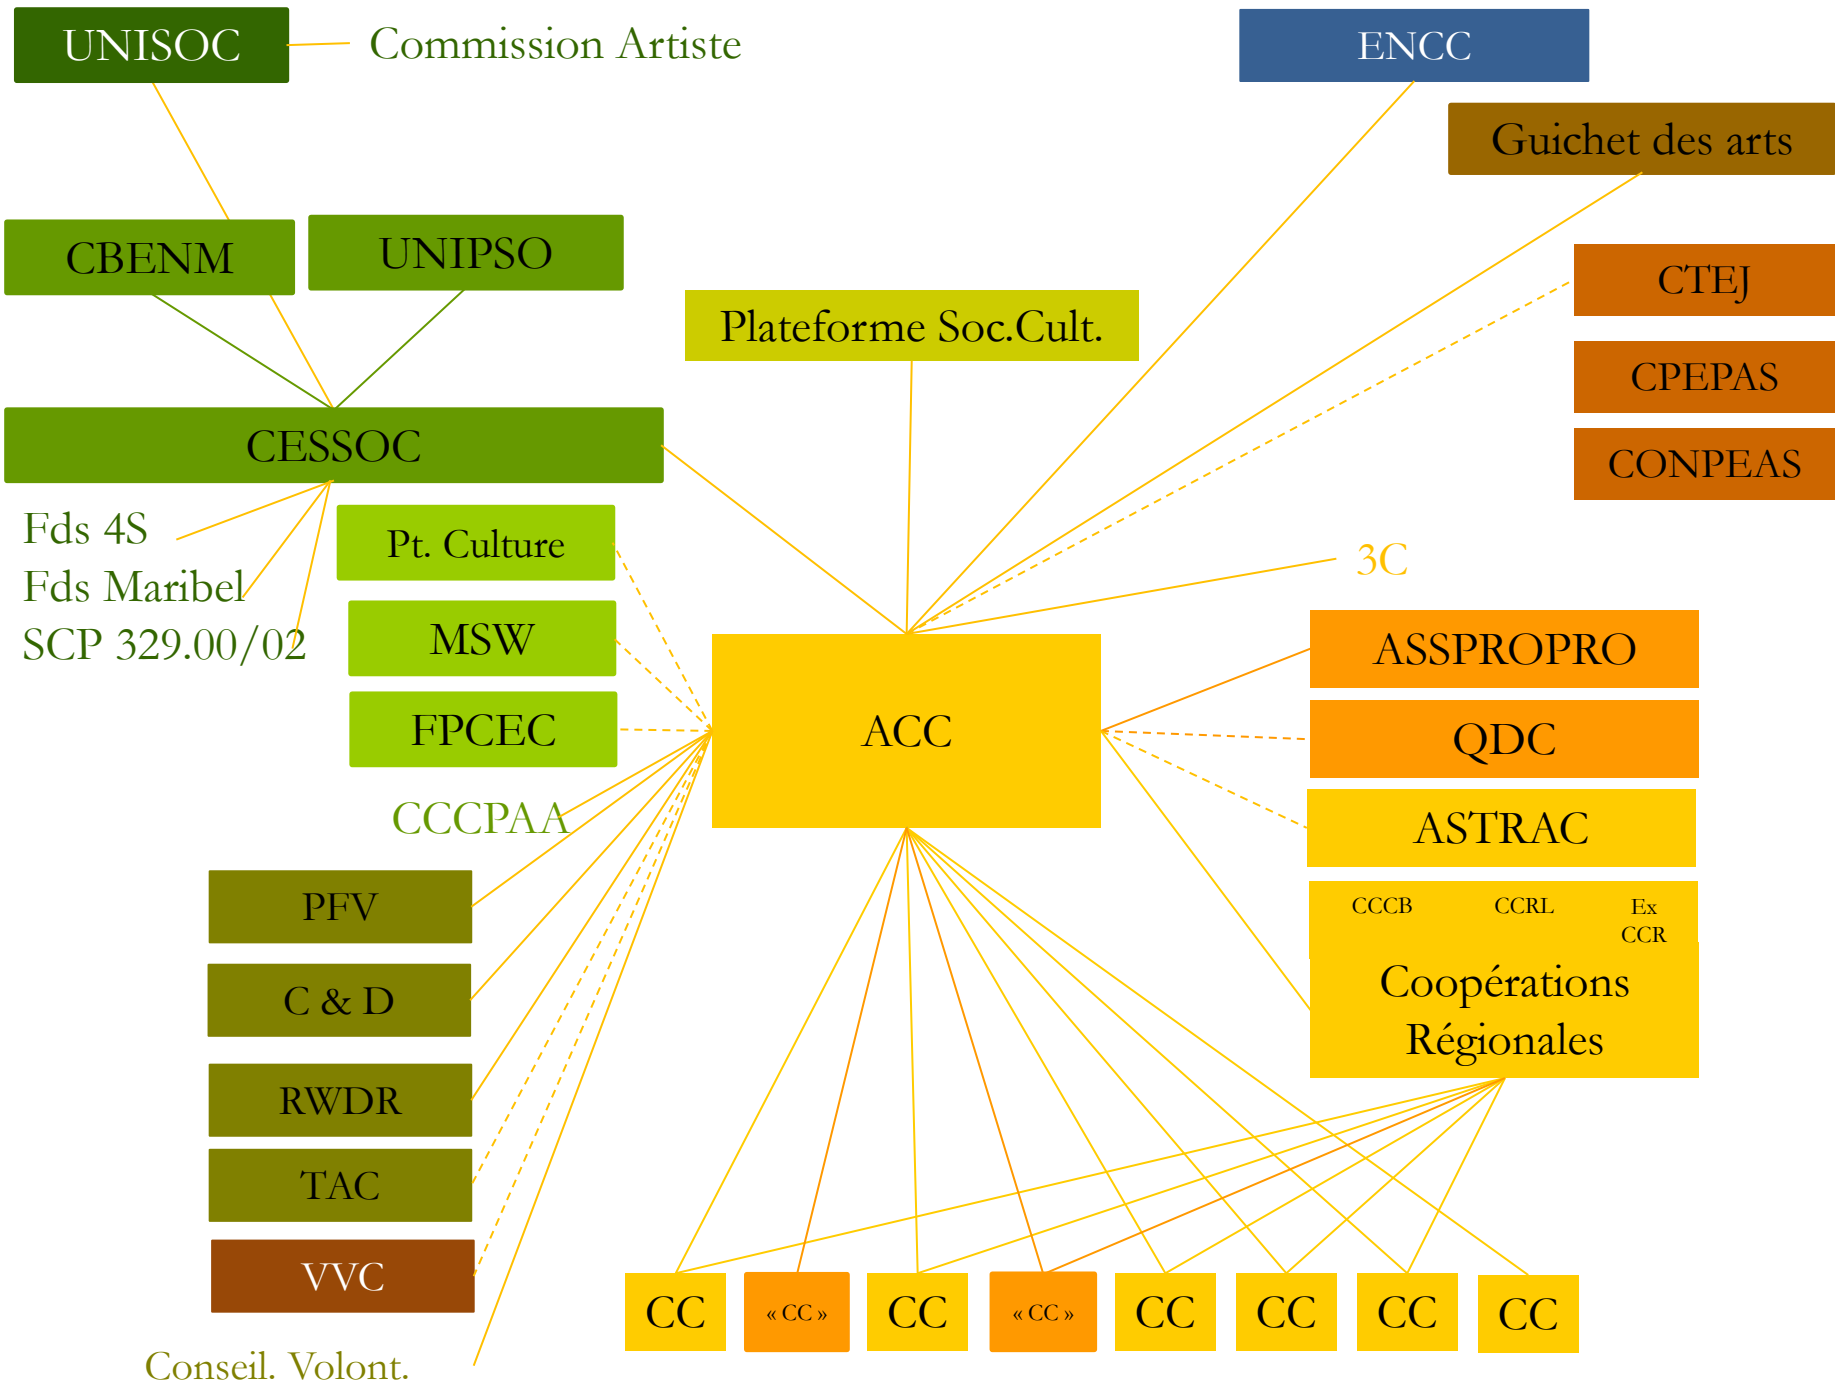 UNISOC
Commission Artiste
ENCC
Guichet des arts
CBENM
UNIPSO
CTEJ
Plateforme Soc.Cult.
CPEPAS
CESSOC
CONPEAS
Fds 4S
Fds Maribel
SCP 329.00/02
Pt. Culture
3C
MSW
ASSPROPRO
FPCEC
ACC
QDC
CCCPAA
ASTRAC
PFV
CCCB
CCRL
Ex
CCR
C & D
Coopérations
Régionales
RWDR
TAC
VVC
CC
« CC »
CC
« CC »
CC
CC
CC
CC
Conseil. Volont.